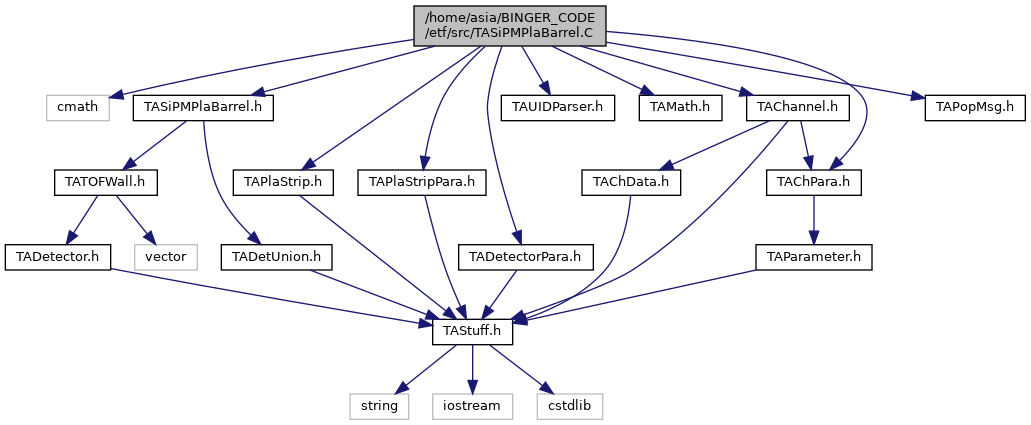 /home/asia/BINGER_CODE
/etf/src/TASiPMPlaBarrel.C
cmath
TASiPMPlaBarrel.h
TAUIDParser.h
TAMath.h
TAChannel.h
TAPopMsg.h
TATOFWall.h
TAPlaStrip.h
TAPlaStripPara.h
TAChData.h
TAChPara.h
TADetector.h
vector
TADetUnion.h
TADetectorPara.h
TAParameter.h
TAStuff.h
string
iostream
cstdlib